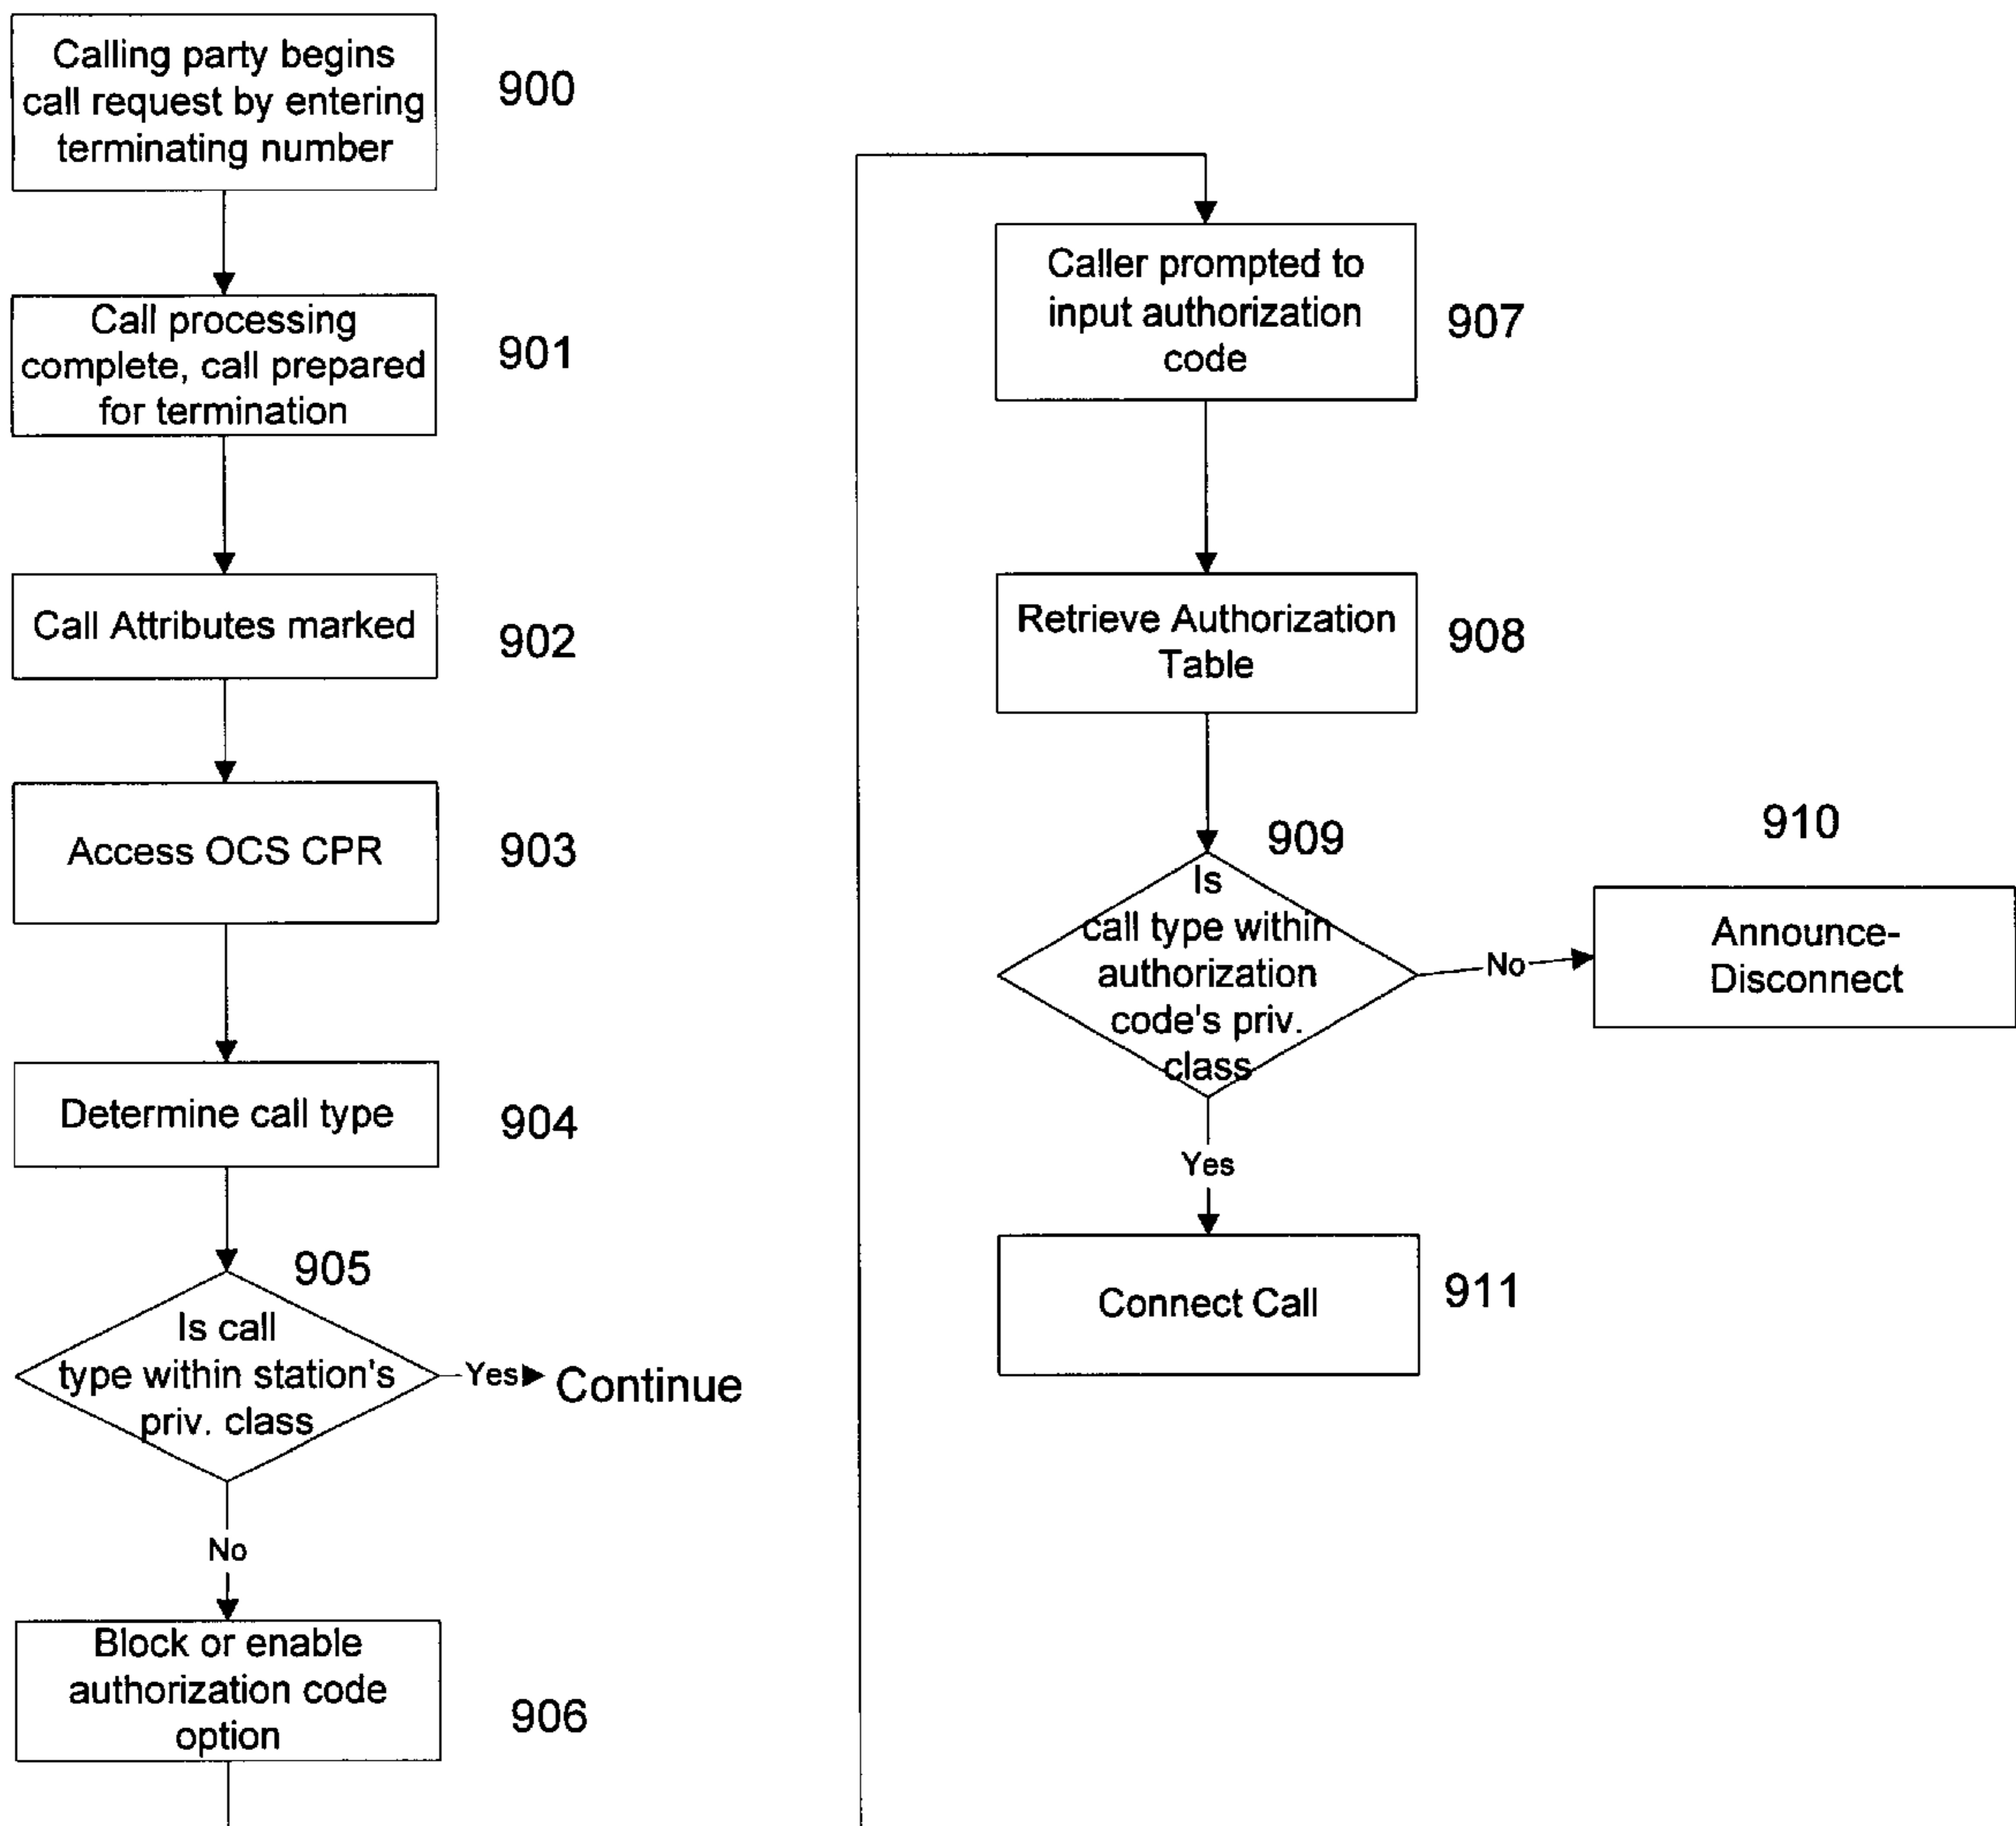 Calling party begins
call request by entering
terminating number
900
Call processing
complete, call prepared
for termination
901
Call Attributes marked
902
Access OCS CPR
903
Determine call type
904
905
Is call
type within station's
priv. class
Yes
Continue
No
Block or enable
authorization code
option
906
Caller prompted to
input authorization
code
907
Retrieve Authorization
Table
908
909
Is
call type within
authorization
code's priv.
class
No
910
Announce-
Disconnect
Yes
Connect Call
911